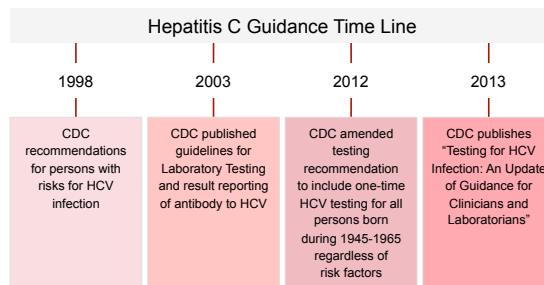 Hepatitis C Guidance Time Line
1998
2003
2012
2013
CDC
recommendations
for persons with
risks for HCV
infection
CDC published
guidelines for
Laboratory Testing
and result reporting
of antibody to HCV
CDC amended
testing
recommendation
to include one-time
HCV testing for all
persons born
during 1945-1965
regardless of
risk factors
CDC publishes
“Testing for HCV
Infection: An Update
of Guidance for
Clinicians and
Laboratorians”